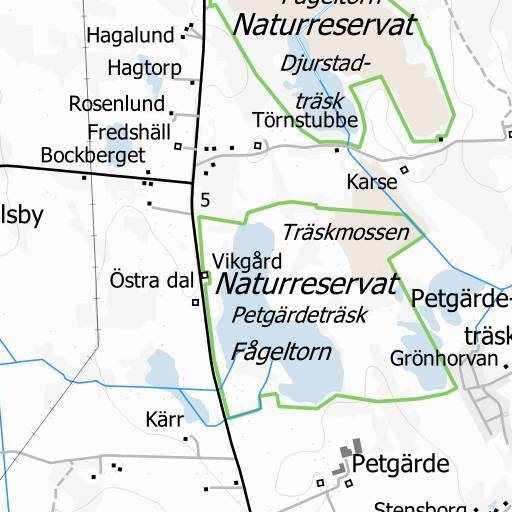 Fågeltorn
Naturreservat
Hagalund
Djurstad-
Hagtorp
träsk
Rosenlund
Törnstubbe
Fredshäll
Bockberget
Karse
5
lsby
Träskmossen
Vikgård
Östra dal
Naturreservat
Petgärde-
träsk
Petgärdeträsk
Fågeltorn
Grönhorvan
Kärr
Petgärde
Stensborg